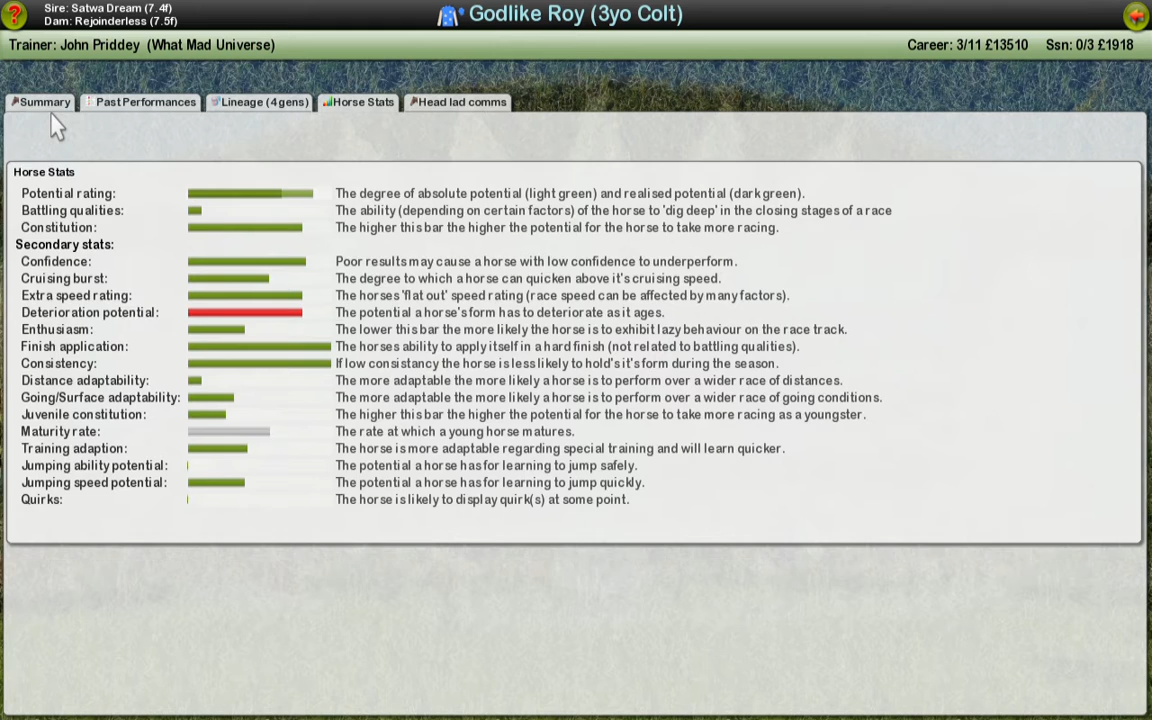 Sire: Satwa Dream (7.4f)
Dam: Rejoinderless (7.5f)
Godlike Roy (3yo Colt)
Trainer: John Priddey (What Mad Universe)
Career: 3/11 £13510 Ssn: 0/3 £1918
Summary
Past Performances
Lineage (4 gens)
Horse Stats
Head lad comms
Horse Stats
Potential rating: The degree of absolute potential (light green) and realised potential (dark green).
Battling qualities: The ability (depending on certain factors) of the horse to 'dig deep' in the closing stages of a race
Constitution: The higher this bar the higher the potential for the horse to take more racing.
Secondary stats:
Confidence: Poor results may cause a horse with low confidence to underperform.
Cruising burst: The degree to which a horse can quicken above it's cruising speed.
Extra speed rating: The horses 'flat out' speed rating (race speed can be affected by many factors).
Deterioration potential: The potential a horse's form has to deteriorate as it ages.
Enthusiasm: The lower this bar the more likely the horse is to exhibit lazy behaviour on the race track.
Finish application: The horses ability to apply itself in a hard finish (not related to battling qualities).
Consistency: If low consistancy the horse is less likely to hold's it's form during the season.
Distance adaptability: The more adaptable the more likely a horse is to perform over a wider race of distances.
Going/Surface adaptability: The more adaptable the more likely a horse is to perform over a wider race of going conditions.
Juvenile constitution: The higher this bar the higher the potential for the horse to take more racing as a youngster.
Maturity rate: The rate at which a young horse matures.
Training adaption: The horse is more adaptable regarding special training and will learn quicker.
Jumping ability potential: The potential a horse has for learning to jump safely.
Jumping speed potential: The potential a horse has for learning to jump quickly.
Quirks: The horse is likely to display quirk(s) at some point.